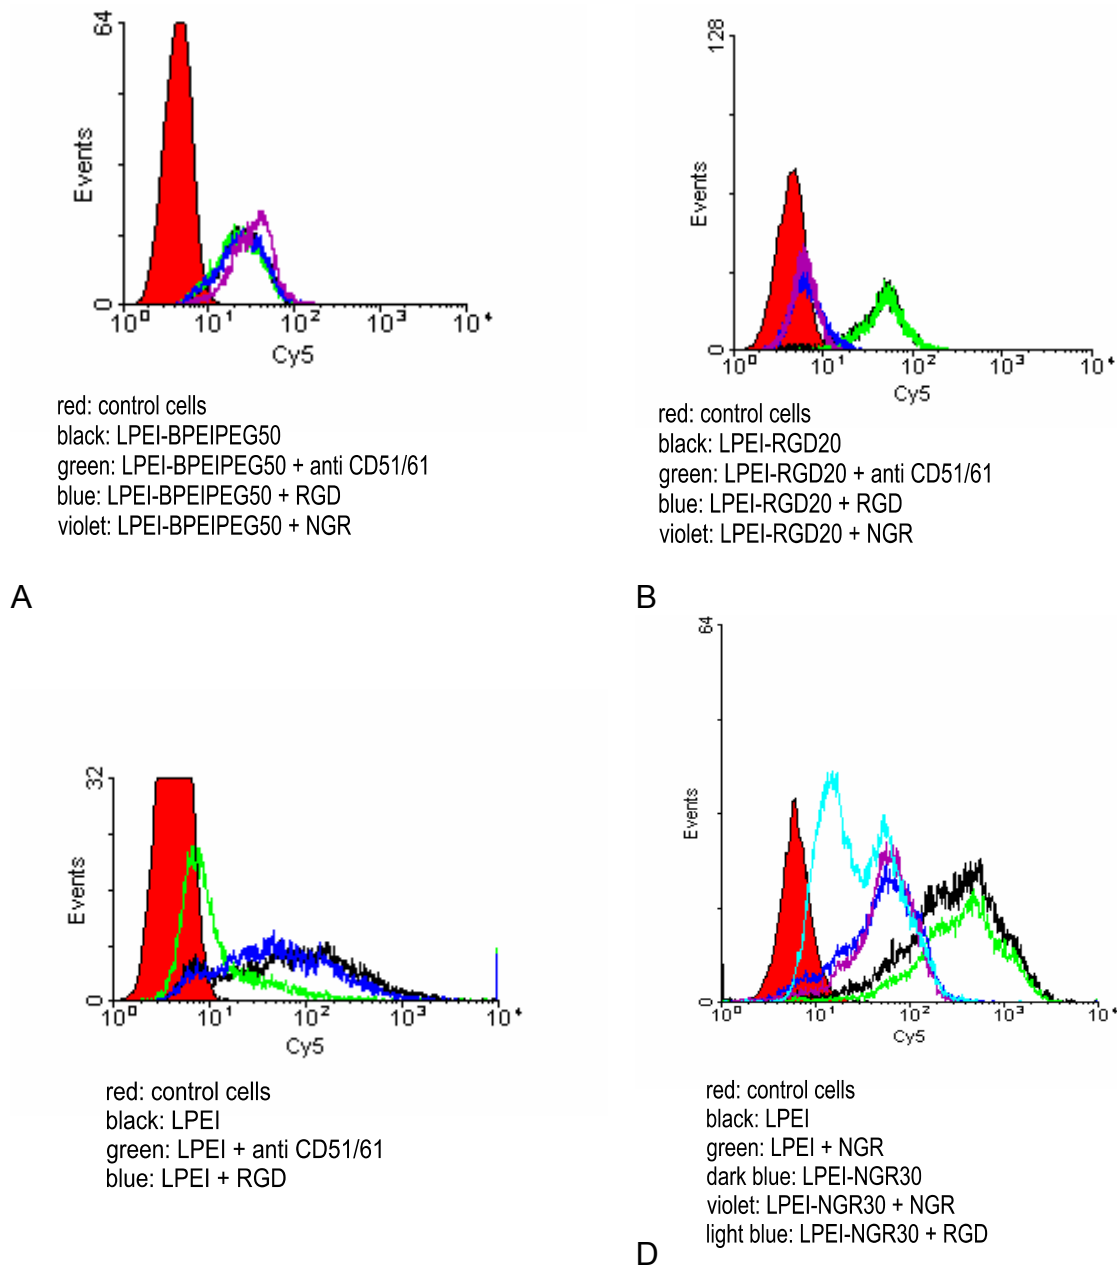 64
Events
0
10⁰ 10¹ 10² 10³ 10⁴
Cy5
red: control cells
black: LPEI-BPEIPEG50
green: LPEI-BPEIPEG50 + anti CD51/61
blue: LPEI-BPEIPEG50 + RGD
violet: LPEI-BPEIPEG50 + NGR
A
128
Events
0
10⁰ 10¹ 10² 10³ 10⁴
Cy5
red: control cells
black: LPEI-RGD20
green: LPEI-RGD20 + anti CD51/61
blue: LPEI-RGD20 + RGD
violet: LPEI-RGD20 + NGR
B
32
Events
0
10⁰ 10¹ 10² 10³ 10⁴
Cy5
red: control cells
black: LPEI
green: LPEI + anti CD51/61
blue: LPEI + RGD
64
Events
0
10⁰ 10¹ 10² 10³ 10⁴
Cy5
red: control cells
black: LPEI
green: LPEI + NGR
dark blue: LPEI-NGR30
violet: LPEI-NGR30 + NGR
light blue: LPEI-NGR30 + RGD
D